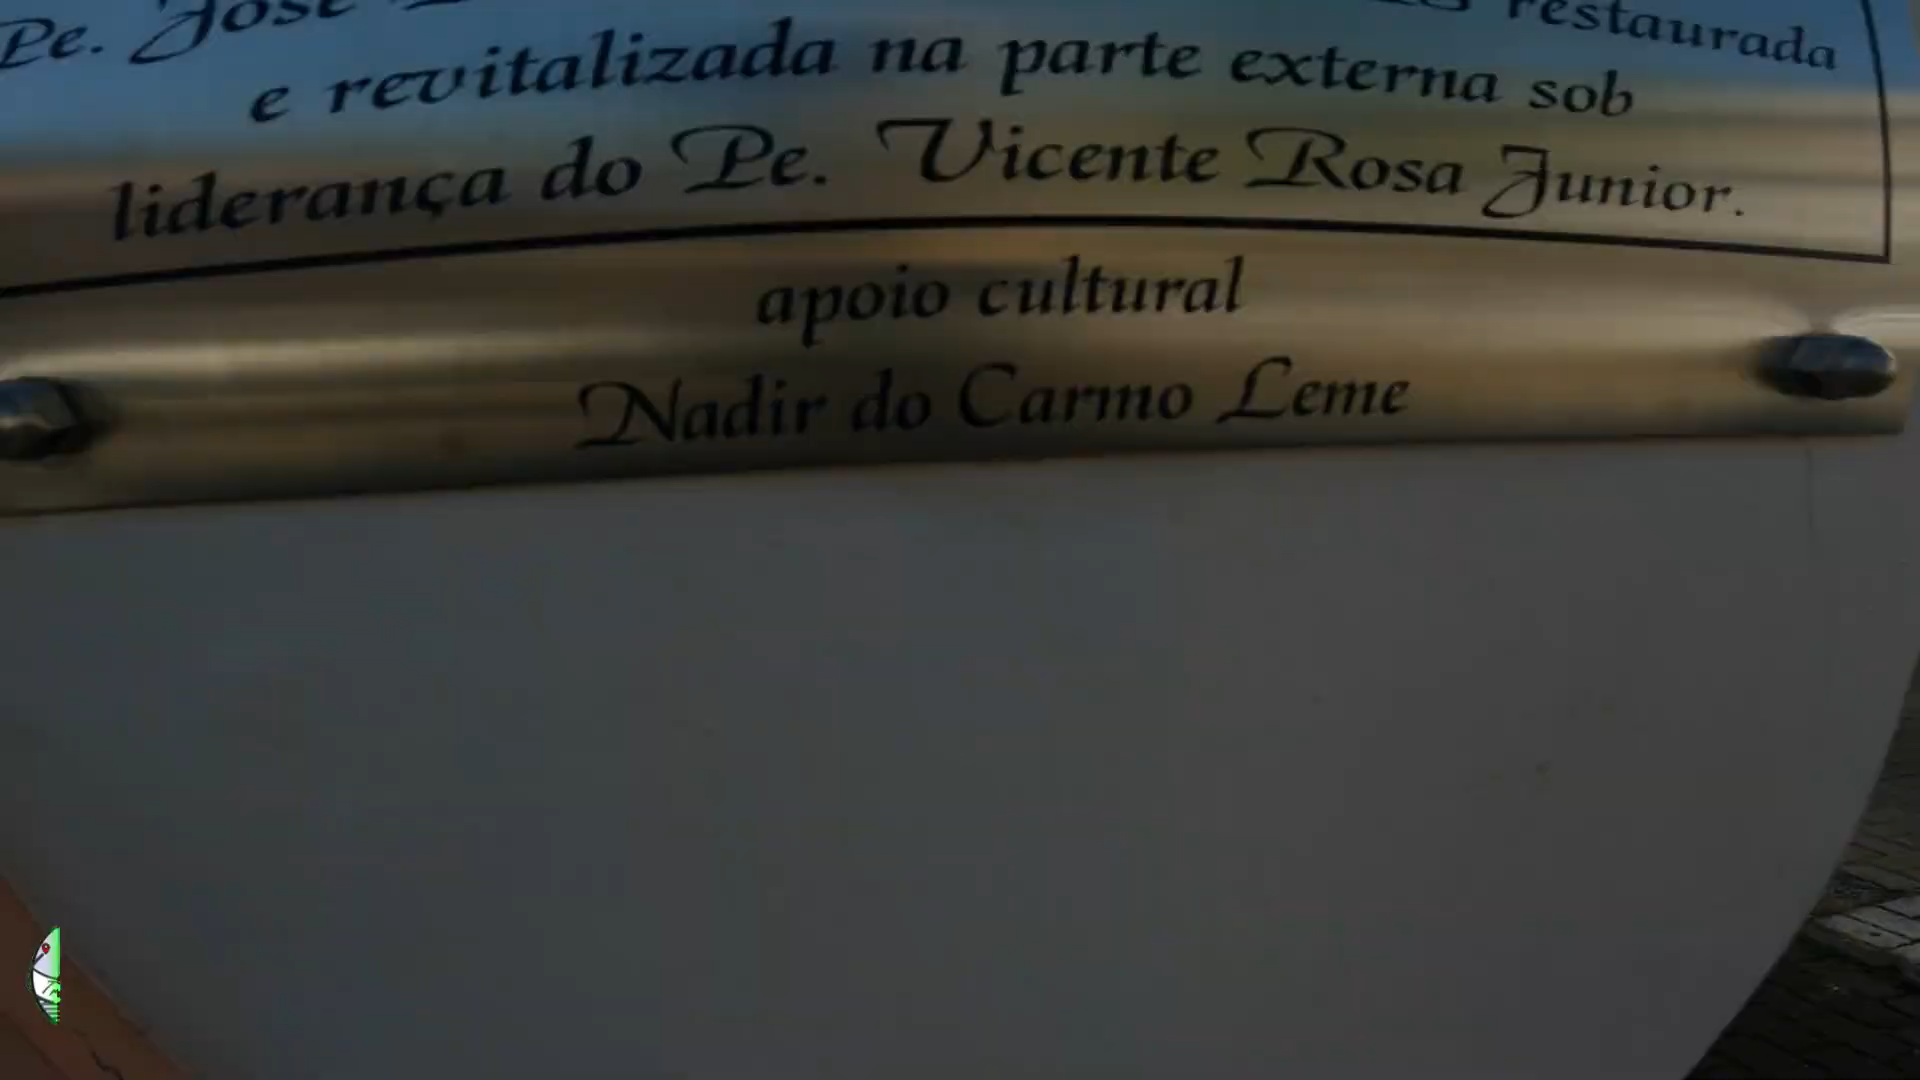 Pe. José
restaurada
e revitalizada na parte externa sob
liderança do Pe. Vicente Rosa Junior.
apoio cultural
Nadir do Carmo Leme